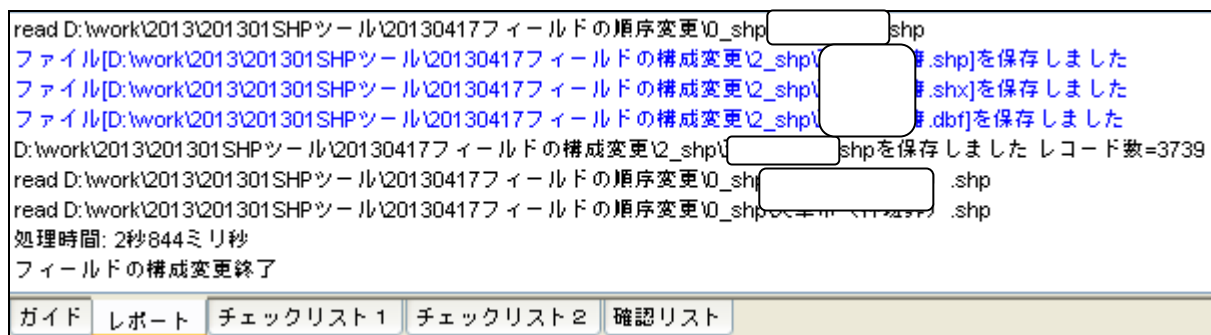 read D:\work\2013\201301SHPツール\20130417フィールドの順序変更\0_shp shp
ファイル[D:\work\2013\201301SHPツール\20130417フィールドの構成変更\2_shp\ .shp]を保存しました
ファイル[D:\work\2013\201301SHPツール\20130417フィールドの構成変更\2_shp\ .shx]を保存しました
ファイル[D:\work\2013\201301SHPツール\20130417フィールドの構成変更\2_shp\ .dbf]を保存しました
D:\work\2013\201301SHPツール\20130417フィールドの構成変更\2_shp\ shpを保存しました レコード数=3739
read D:\work\2013\201301SHPツール\20130417フィールドの順序変更\0_shp .shp
read D:\work\2013\201301SHPツール\20130417フィールドの順序変更\0_shp .shp
処理時間: 2秒844ミリ秒
フィールドの構成変更終了
ガイド レポート チェックリスト1 チェックリスト2 確認リスト